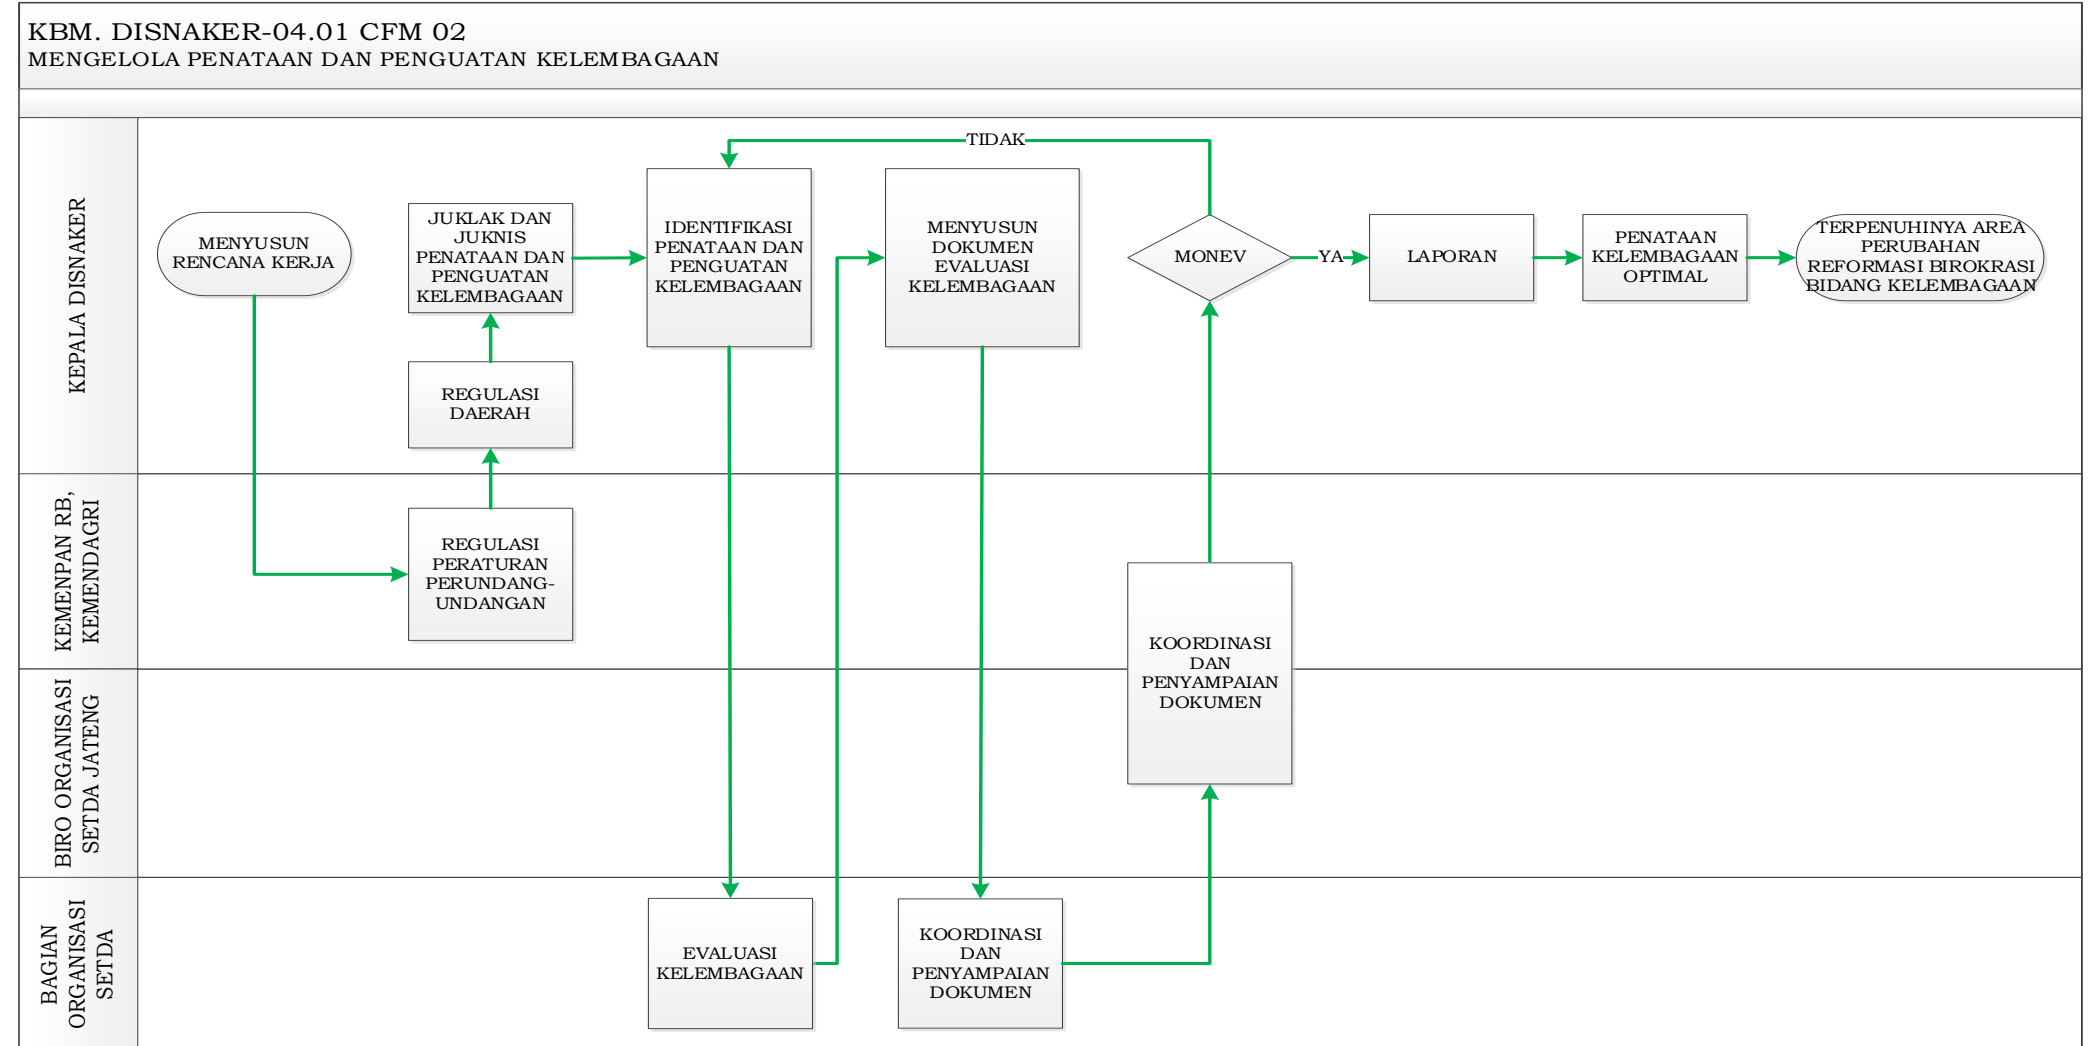 KBM. DISNAKER-04.01 CFM 02
MENGELOLA PENATAAN DAN PENGUATAN KELEMBAGAAN
KEPALA DISNAKER
MENYUSUN
RENCANA KERJA
JUKLAK DAN
JUKNIS
PENATAAN DAN
PENGUATAN
KELEMBAGAAN
REGULASI
DAERAH
IDENTIFIKASI
PENATAAN DAN
PENGUATAN
KELEMBAGAAN
MENYUSUN
DOKUMEN
EVALUASI
KELEMBAGAAN
TIDAK
MONEV
YA
LAPORAN
PENATAAN
KELEMBAGAAN
OPTIMAL
TERPENUHINYA AREA
PERUBAHAN
REFORMASI BIROKRASI
BIDANG KELEMBAGAAN
KEMENPAN RB,
KEMENDAGRI
REGULASI
PERATURAN
PERUNDANG-
UNDANGAN
KOORDINASI
DAN
PENYAMPAIAN
DOKUMEN
BIRO ORGANISASI
SETDA JATENG
BAGIAN
ORGANISASI
SETDA
EVALUASI
KELEMBAGAAN
KOORDINASI
DAN
PENYAMPAIAN
DOKUMEN